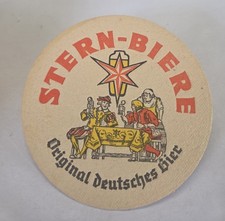 STERN-BIERE
Original deutsches Bier